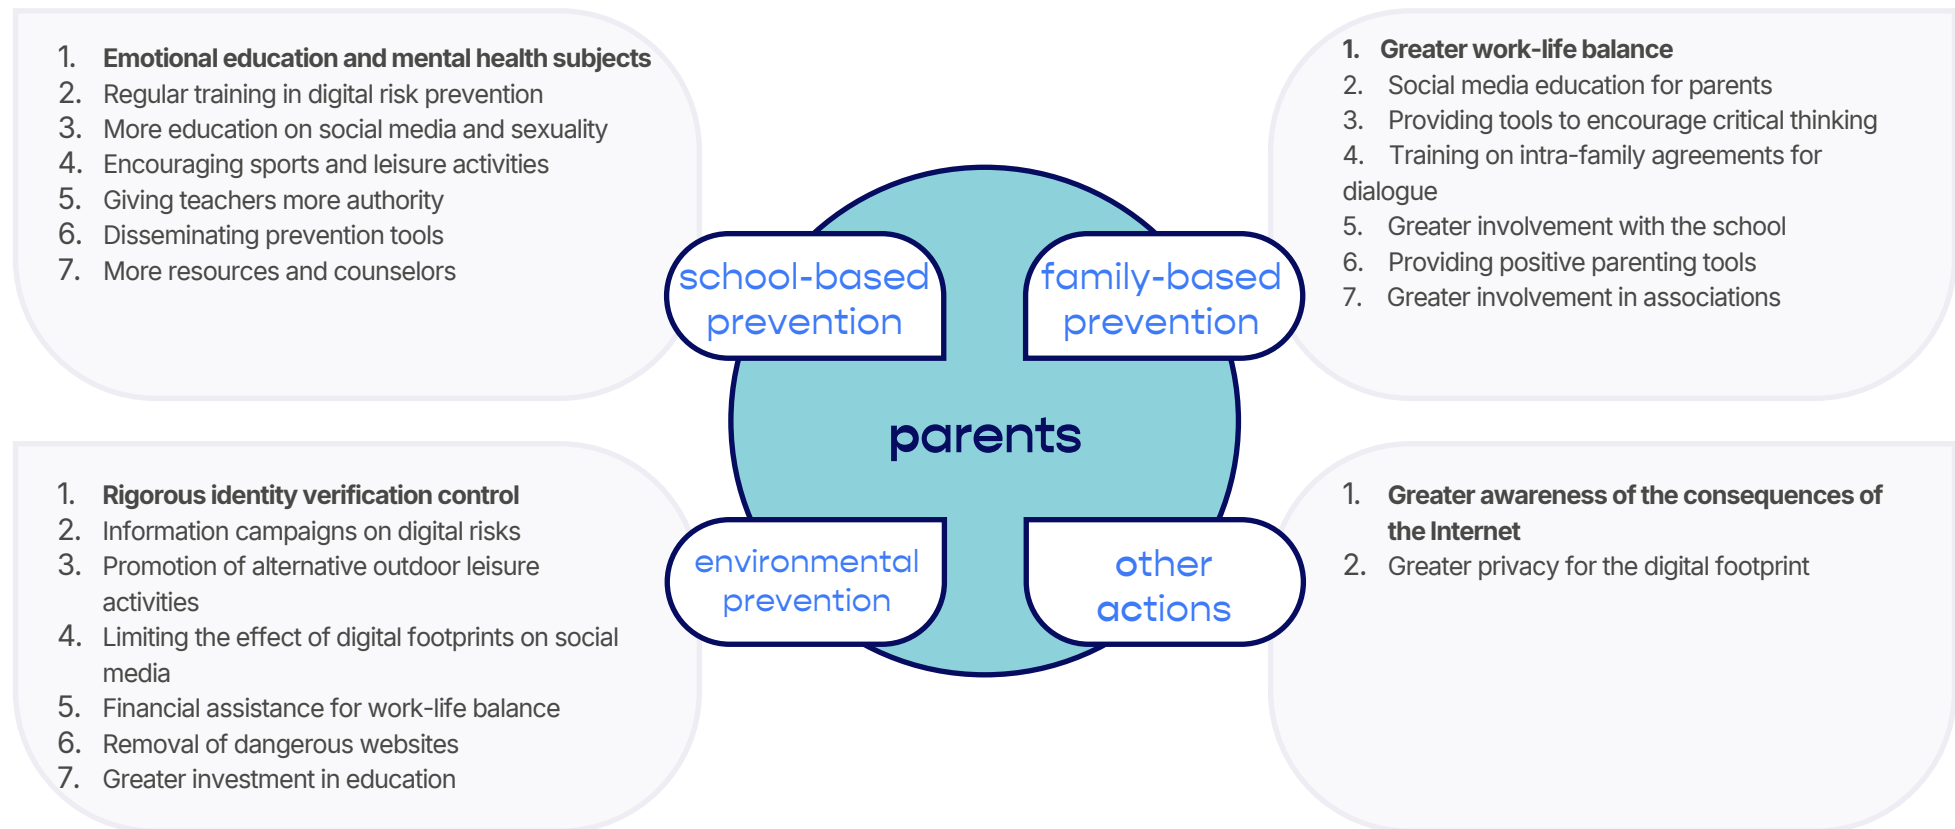 1. Emotional education and mental health subjects
2. Regular training in digital risk prevention
3. More education on social media and sexuality
4. Encouraging sports and leisure activities
5. Giving teachers more authority
6. Disseminating prevention tools
7. More resources and counselors
1. Greater work-life balance
2. Social media education for parents
3. Providing tools to encourage critical thinking
4. Training on intra-family agreements for
dialogue
5. Greater involvement with the school
6. Providing positive parenting tools
7. Greater involvement in associations
school-based
prevention
family-based
prevention
parents
environmental
prevention
other
actions
1. Rigorous identity verification control
2. Information campaigns on digital risks
3. Promotion of alternative outdoor leisure
activities
4. Limiting the effect of digital footprints on social
media
5. Financial assistance for work-life balance
6. Removal of dangerous websites
7. Greater investment in education
1. Greater awareness of the consequences of
the Internet
2. Greater privacy for the digital footprint